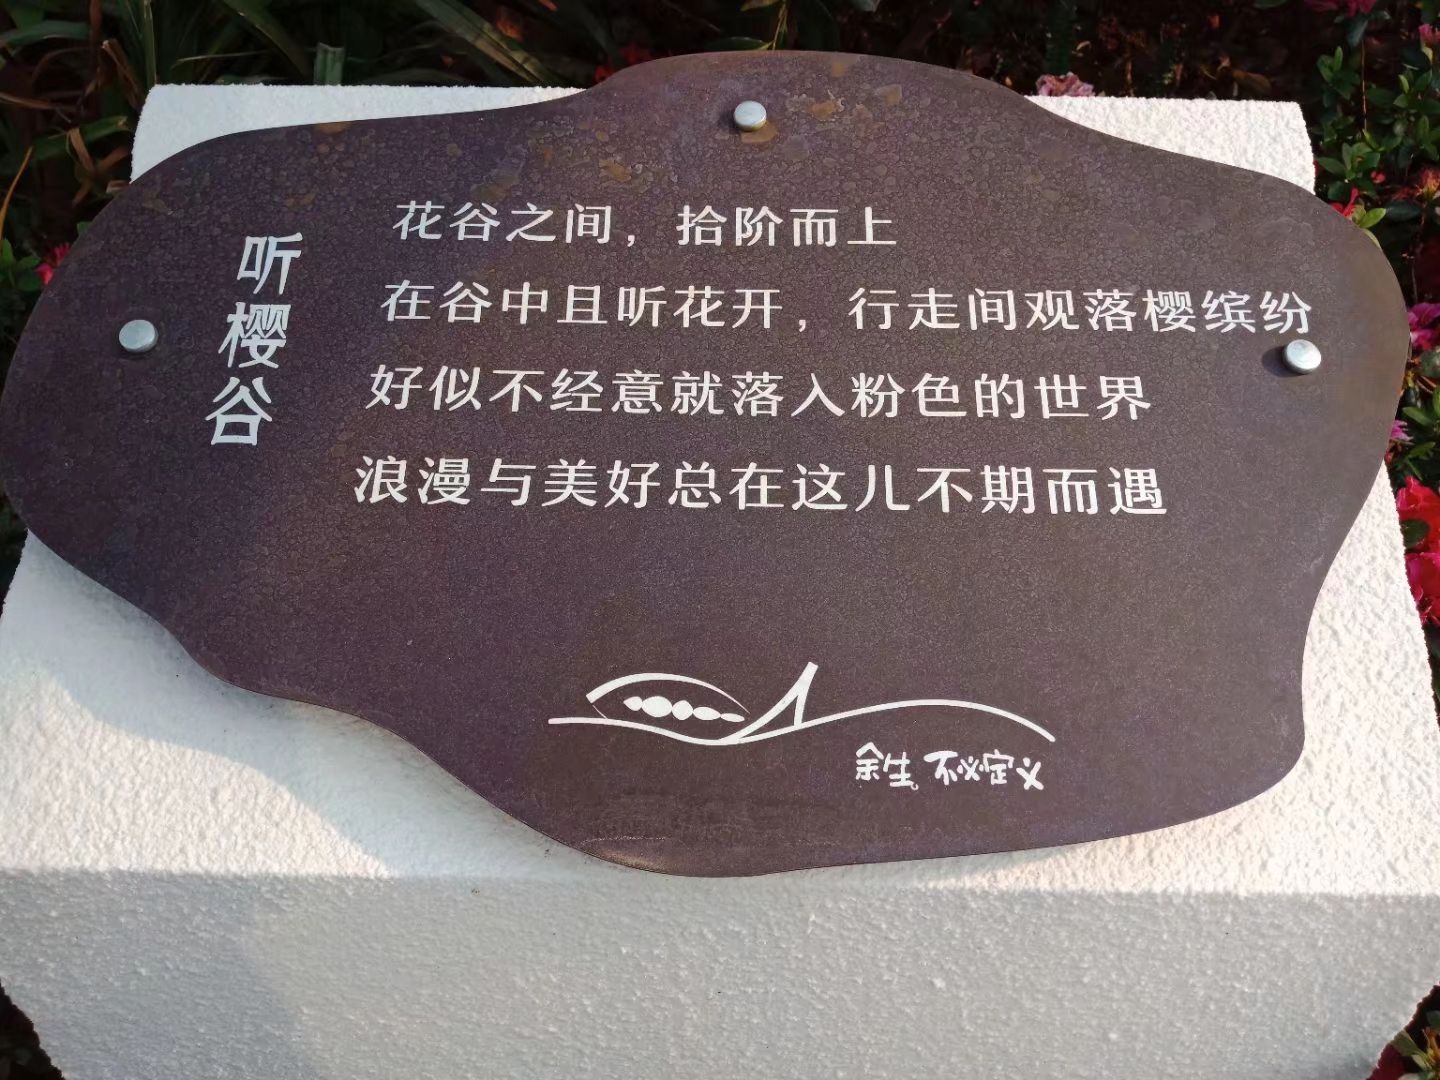 听樱谷
花谷之间，拾阶而上
在谷中且听花开，行走间观落樱缤纷
好似不经意就落入粉色的世界
浪漫与美好总在这儿不期而遇
余生 不必定义